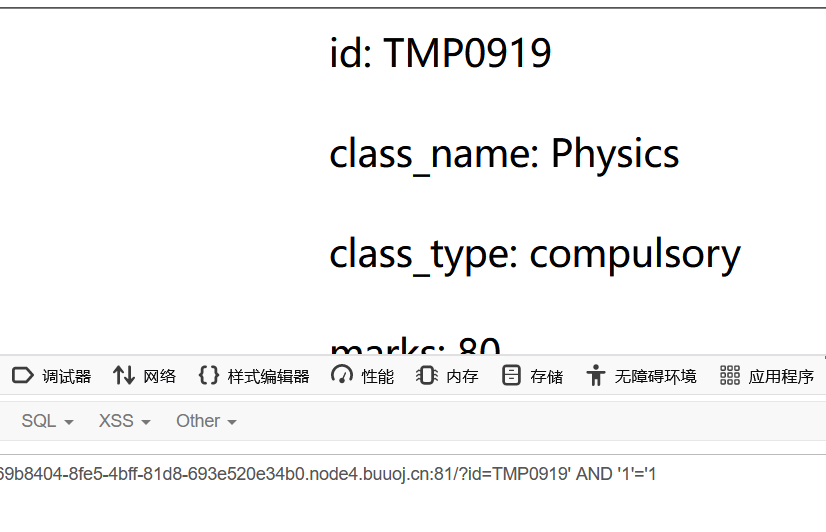 id: TMP0919
class_name: Physics
class_type: compulsory
marks: 80
调试器 网络 样式编辑器 性能 内存 存储 无障碍环境 应用程序
SQL XSS Other
69b8404-8fe5-4bff-81d8-693e520e34b0.node4.buuoj.cn:81/?id=TMP0919' AND '1'='1